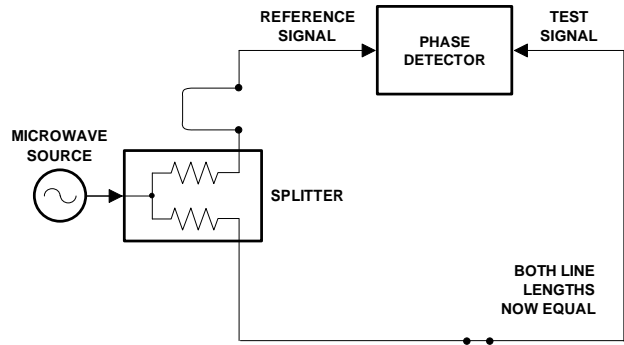 REFERENCE
SIGNAL
PHASE
DETECTOR
TEST
SIGNAL
MICROWAVE
SOURCE
SPLITTER
BOTH LINE
LENGTHS
NOW EQUAL